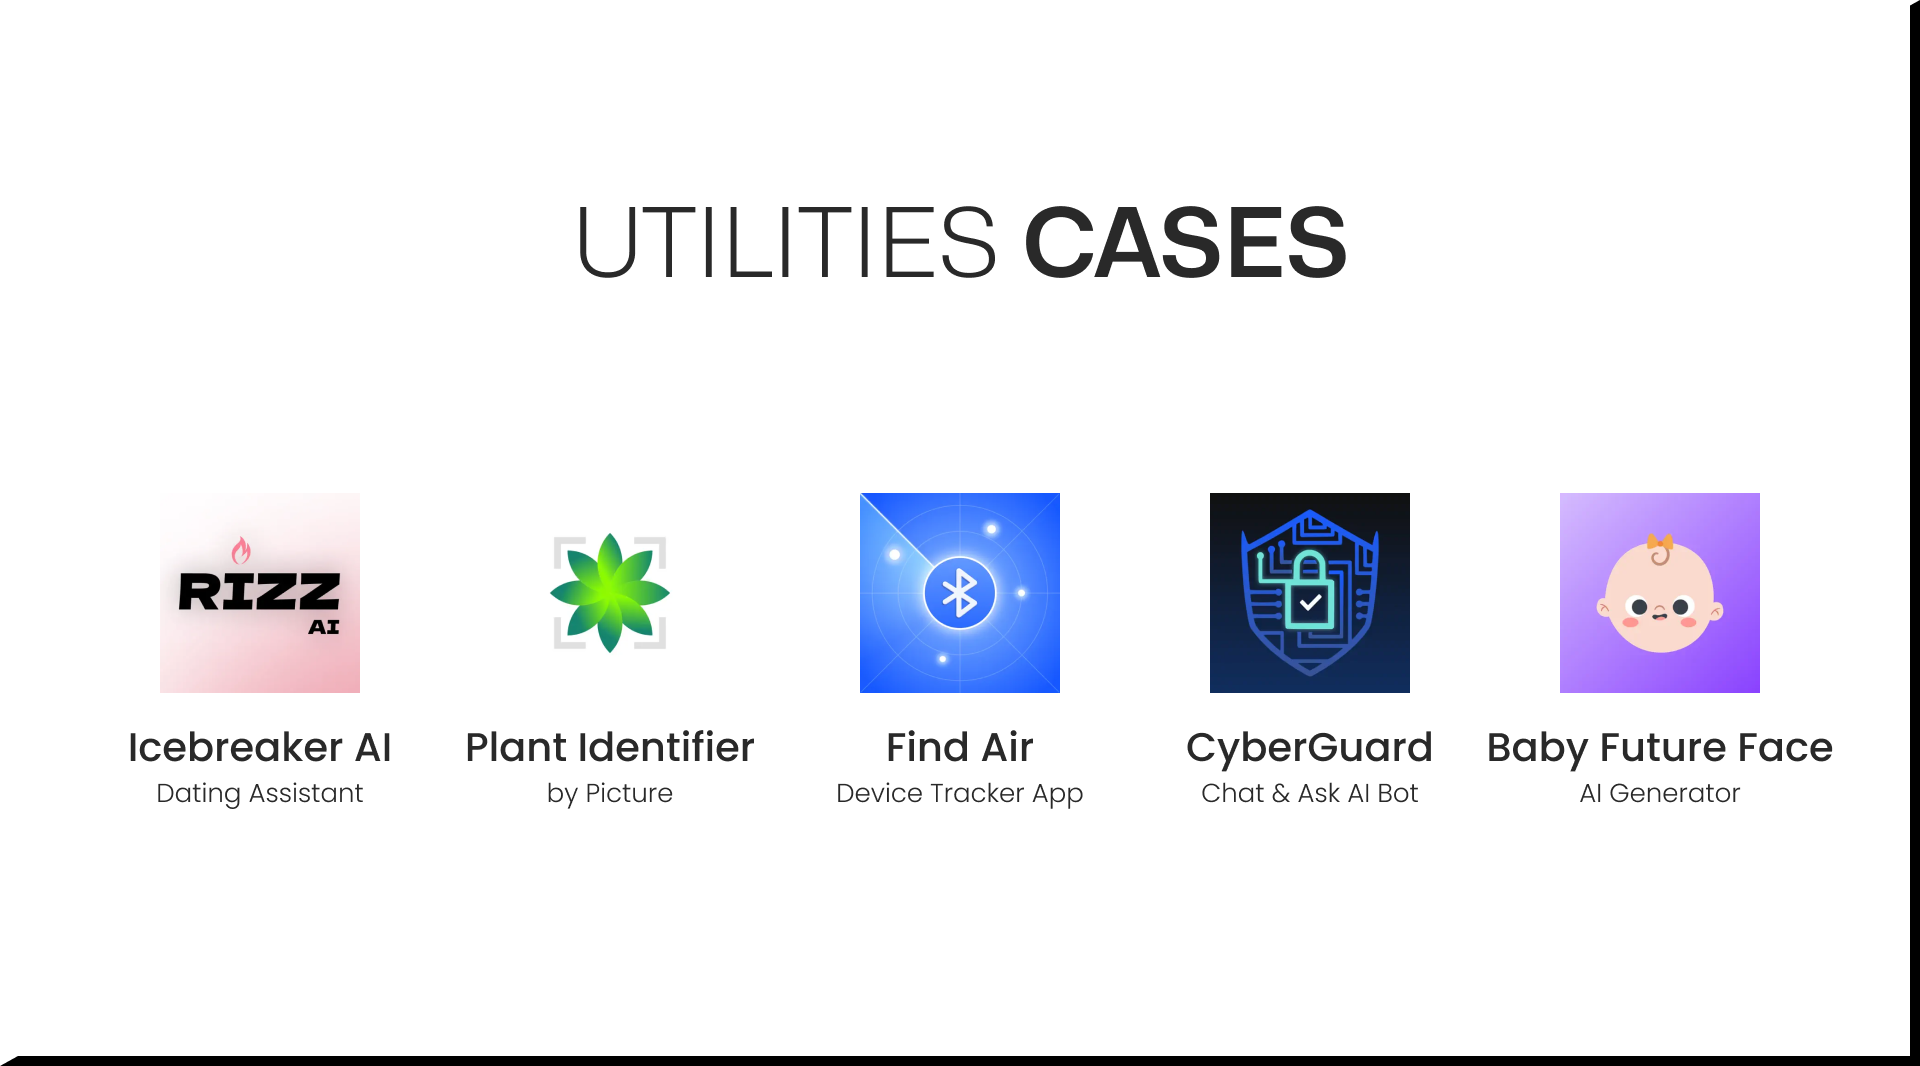 UTILITIES CASES
RIZZ
AI
Icebreaker AI
Dating Assistant
Plant Identifier
by Picture
Find Air
Device Tracker App
CyberGuard
Chat & Ask AI Bot
Baby Future Face
AI Generator